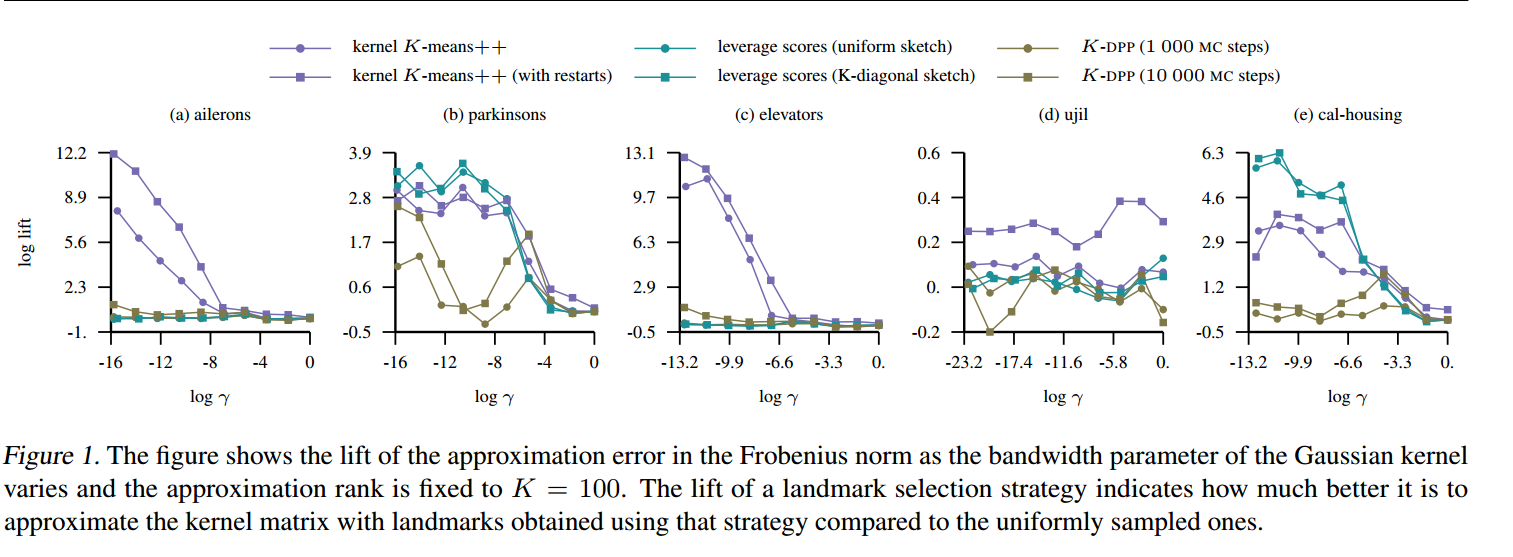 kernel K-means++
leverage scores (uniform sketch)
K-DPP (1 000 MC steps)
kernel K-means++ (with restarts)
leverage scores (K-diagonal sketch)
K-DPP (10 000 MC steps)
(a) ailerons
(b) parkinsons
(c) elevators
(d) ujil
(e) cal-housing
log lift
12.2
8.9
5.6
2.3
-1.
-16 -12 -8 -4 0
log γ
3.9
2.8
1.7
0.6
-0.5
-16 -12 -8 -4 0
log γ
13.1
9.7
6.3
2.9
-0.5
-13.2 -9.9 -6.6 -3.3 0.
log γ
0.6
0.4
0.2
0.
-0.2
-23.2 -17.4 -11.6 -5.8 0.
log γ
6.3
4.6
2.9
1.2
-0.5
-13.2 -9.9 -6.6 -3.3 0.
log γ
Figure 1. The figure shows the lift of the approximation error in the Frobenius norm as the bandwidth parameter of the Gaussian kernel
varies and the approximation rank is fixed to K = 100. The lift of a landmark selection strategy indicates how much better it is to
approximate the kernel matrix with landmarks obtained using that strategy compared to the uniformly sampled ones.